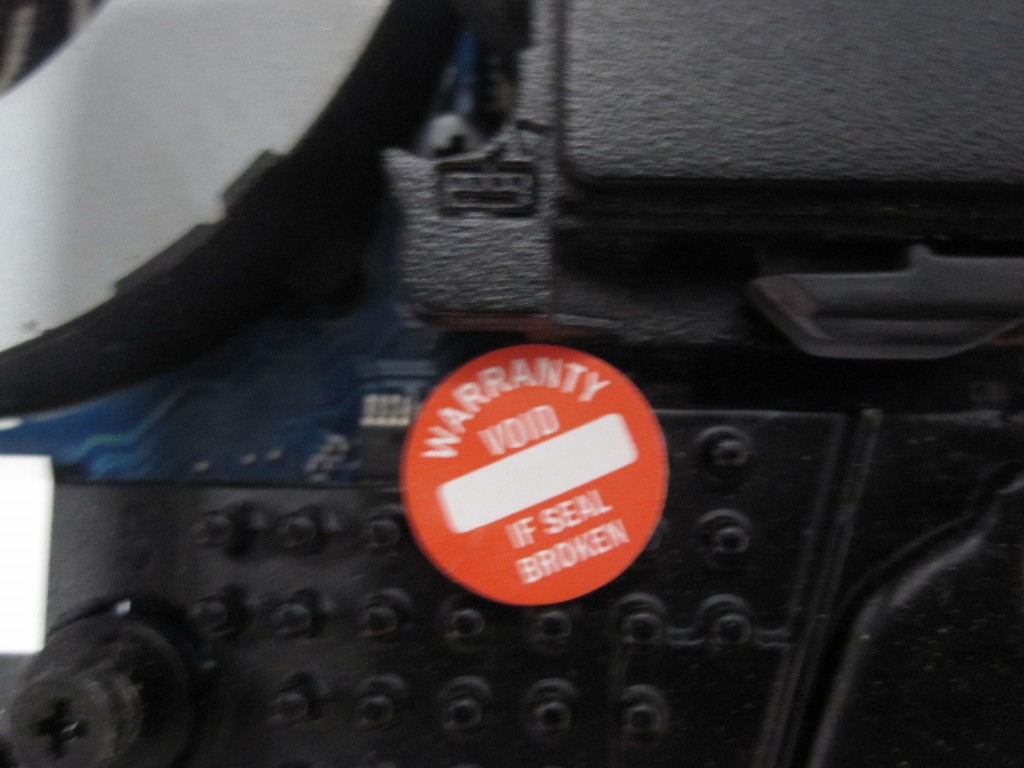 WARRANTY
VOID
IF SEAL
BROKEN